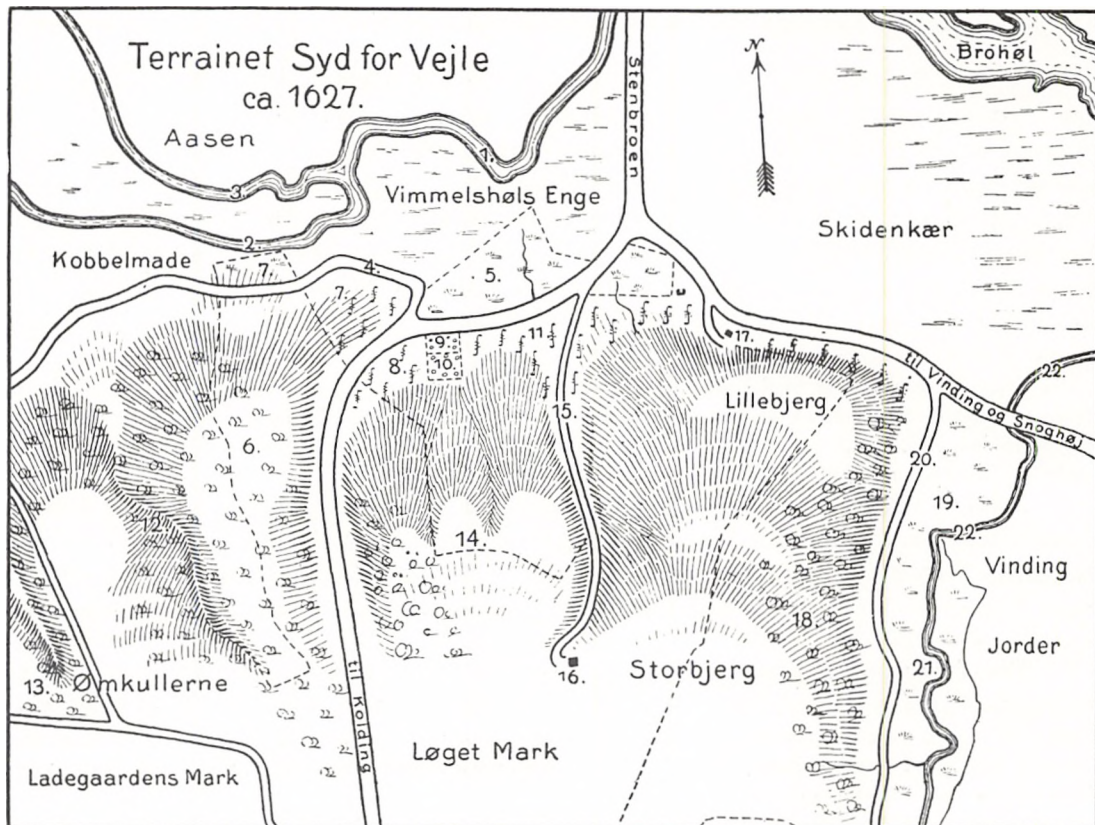 Terrainet Syd for Vejle
ca. 1627.
N
Brohøl
Stenbroen
Aasen
1.
3.
Vimmelshøls Enge
Skidenkær
2.
Kobbelmade
7.
4.
5.
7.
11.
17.
9.
8.
10.
til Vinding og Snoghøj
22.
Lillebjerg
15.
6.
20.
19.
12.
22.
14.
Vinding
18.
Jorder
16.
Storbjerg
21.
13.
Ømkullerne
til Kolding
Løget Mark
Ladegaardens Mark